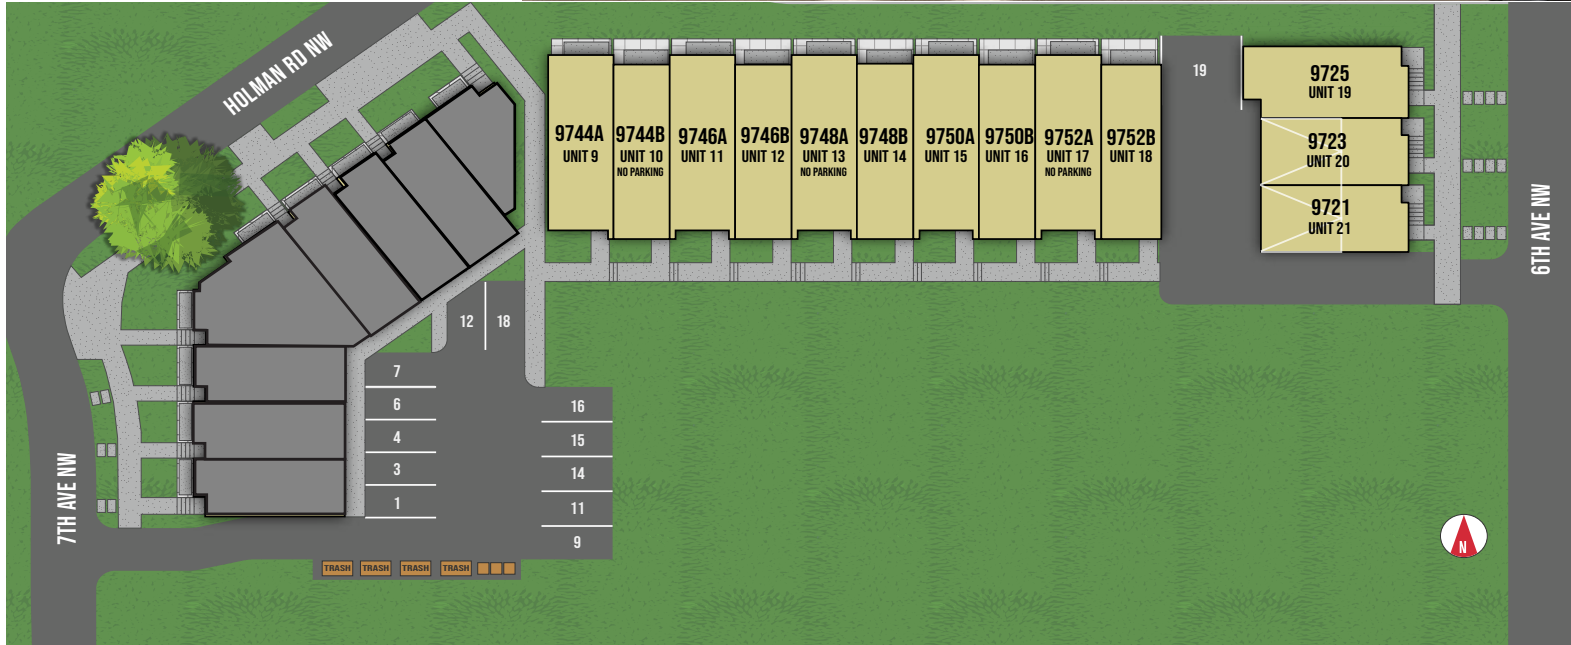 HOLMAN RD NW
9744A
UNIT 9
9744B
UNIT 10
NO PARKING
9746A
UNIT 11
9746B
UNIT 12
9748A
UNIT 13
NO PARKING
9748B
UNIT 14
9750A
UNIT 15
9750B
UNIT 16
9752A
UNIT 17
NO PARKING
9752B
UNIT 18
19
9725
UNIT 19
9723
UNIT 20
9721
UNIT 21
6TH AVE NW
12
18
7
6
4
3
1
16
15
14
11
9
7TH AVE NW
TRASH
TRASH
TRASH
TRASH
N